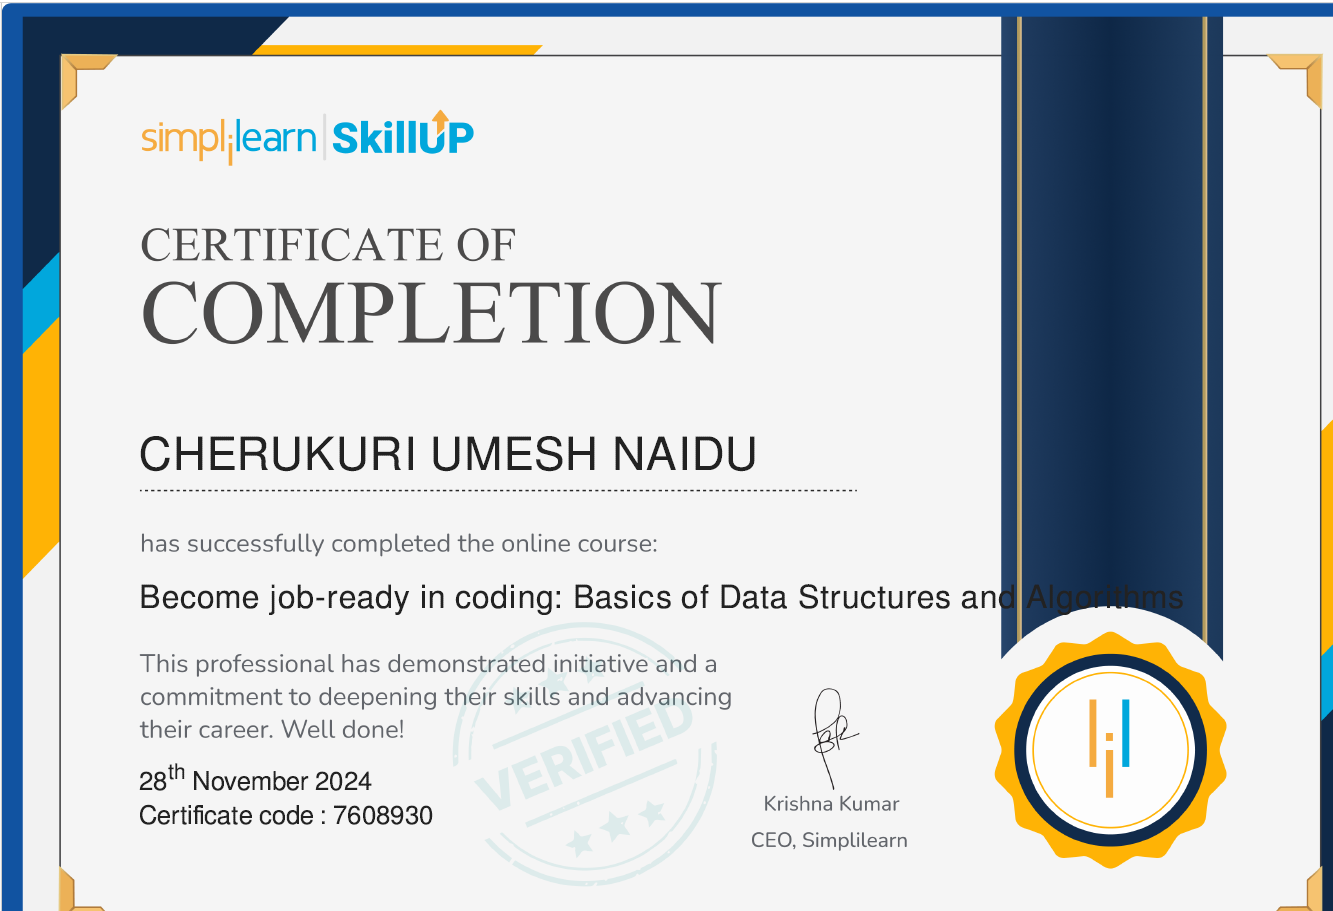 simplilearn | SkillUP
CERTIFICATE OF
COMPLETION
CHERUKURI UMESH NAIDU
has successfully completed the online course:
Become job-ready in coding: Basics of Data Structures and Algorithms
This professional has demonstrated initiative and a
commitment to deepening their skills and advancing
their career. Well done!
VERIFIED
28th November 2024
Certificate code : 7608930
Krishna Kumar
CEO, Simplilearn